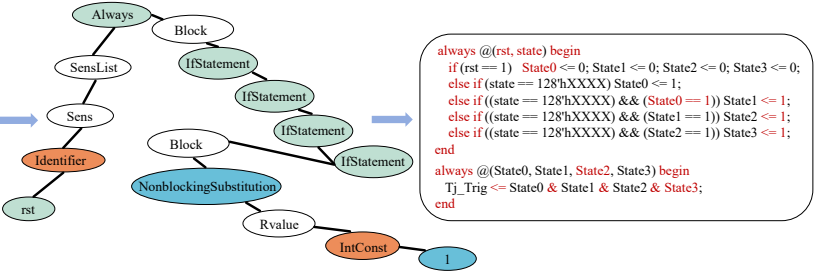 Always
Block
SensList
IfStatement
Sens
IfStatement
IfStatement
Block
Identifier
IfStatement
NonblockingSubstitution
rst
Rvalue
IntConst
1
always @(rst, state) begin
if (rst == 1) State0 <= 0; State1 <= 0; State2 <= 0; State3 <= 0;
else if (state == 128'hXXXX) State0 <= 1;
else if ((state == 128'hXXXX) && (State0 == 1)) State1 <= 1;
else if ((state == 128'hXXXX) && (State1 == 1)) State2 <= 1;
else if ((state == 128'hXXXX) && (State2 == 1)) State3 <= 1;
end
always @(State0, State1, State2, State3) begin
Tj_Trig <= State0 & State1 & State2 & State3;
end